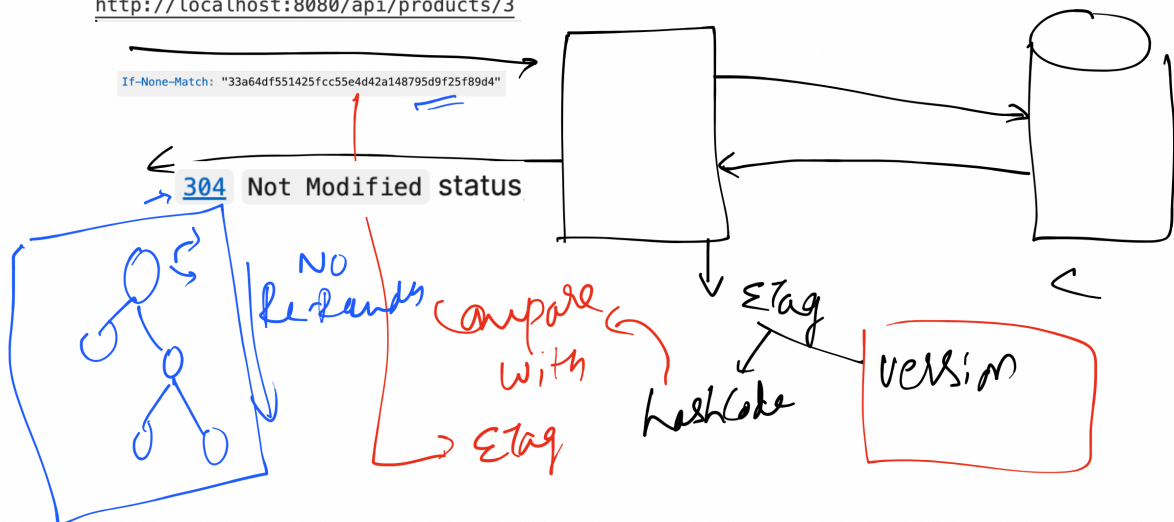 http://localhost:8080/api/products/3
If-None-Match: "33a64df551425fcc55e4d42a148795d9f25f89d4"
304 Not Modified status
NO
Compare
with
ETag
ETag
hashCode
version